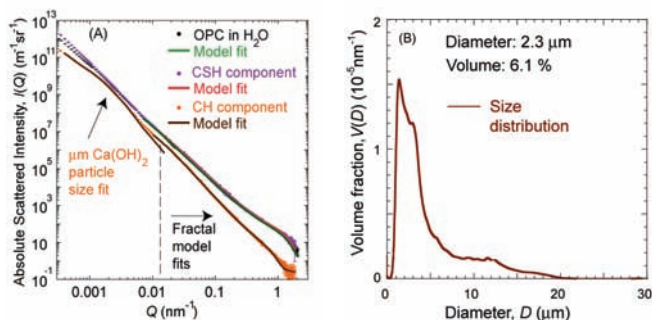 (A)
OPC in H2O
Model fit
CSH component
Model fit
CH component
Model fit
μm Ca(OH)2
particle
size fit
Fractal
model
fits
Absolute Scattered Intensity, I(Q) (m-1sr1)
10^13
10^11
10^9
10^7
10^5
10^3
10^1
10^-1
0.001
0.01
0.1
1
Q (nm-1)
(B)
Diameter: 2.3 μm
Volume: 6.1 %
Size
distribution
Volume fraction, V(D) (10-5nm-1)
2
1
0
0
10
20
30
Diameter, D (μm)